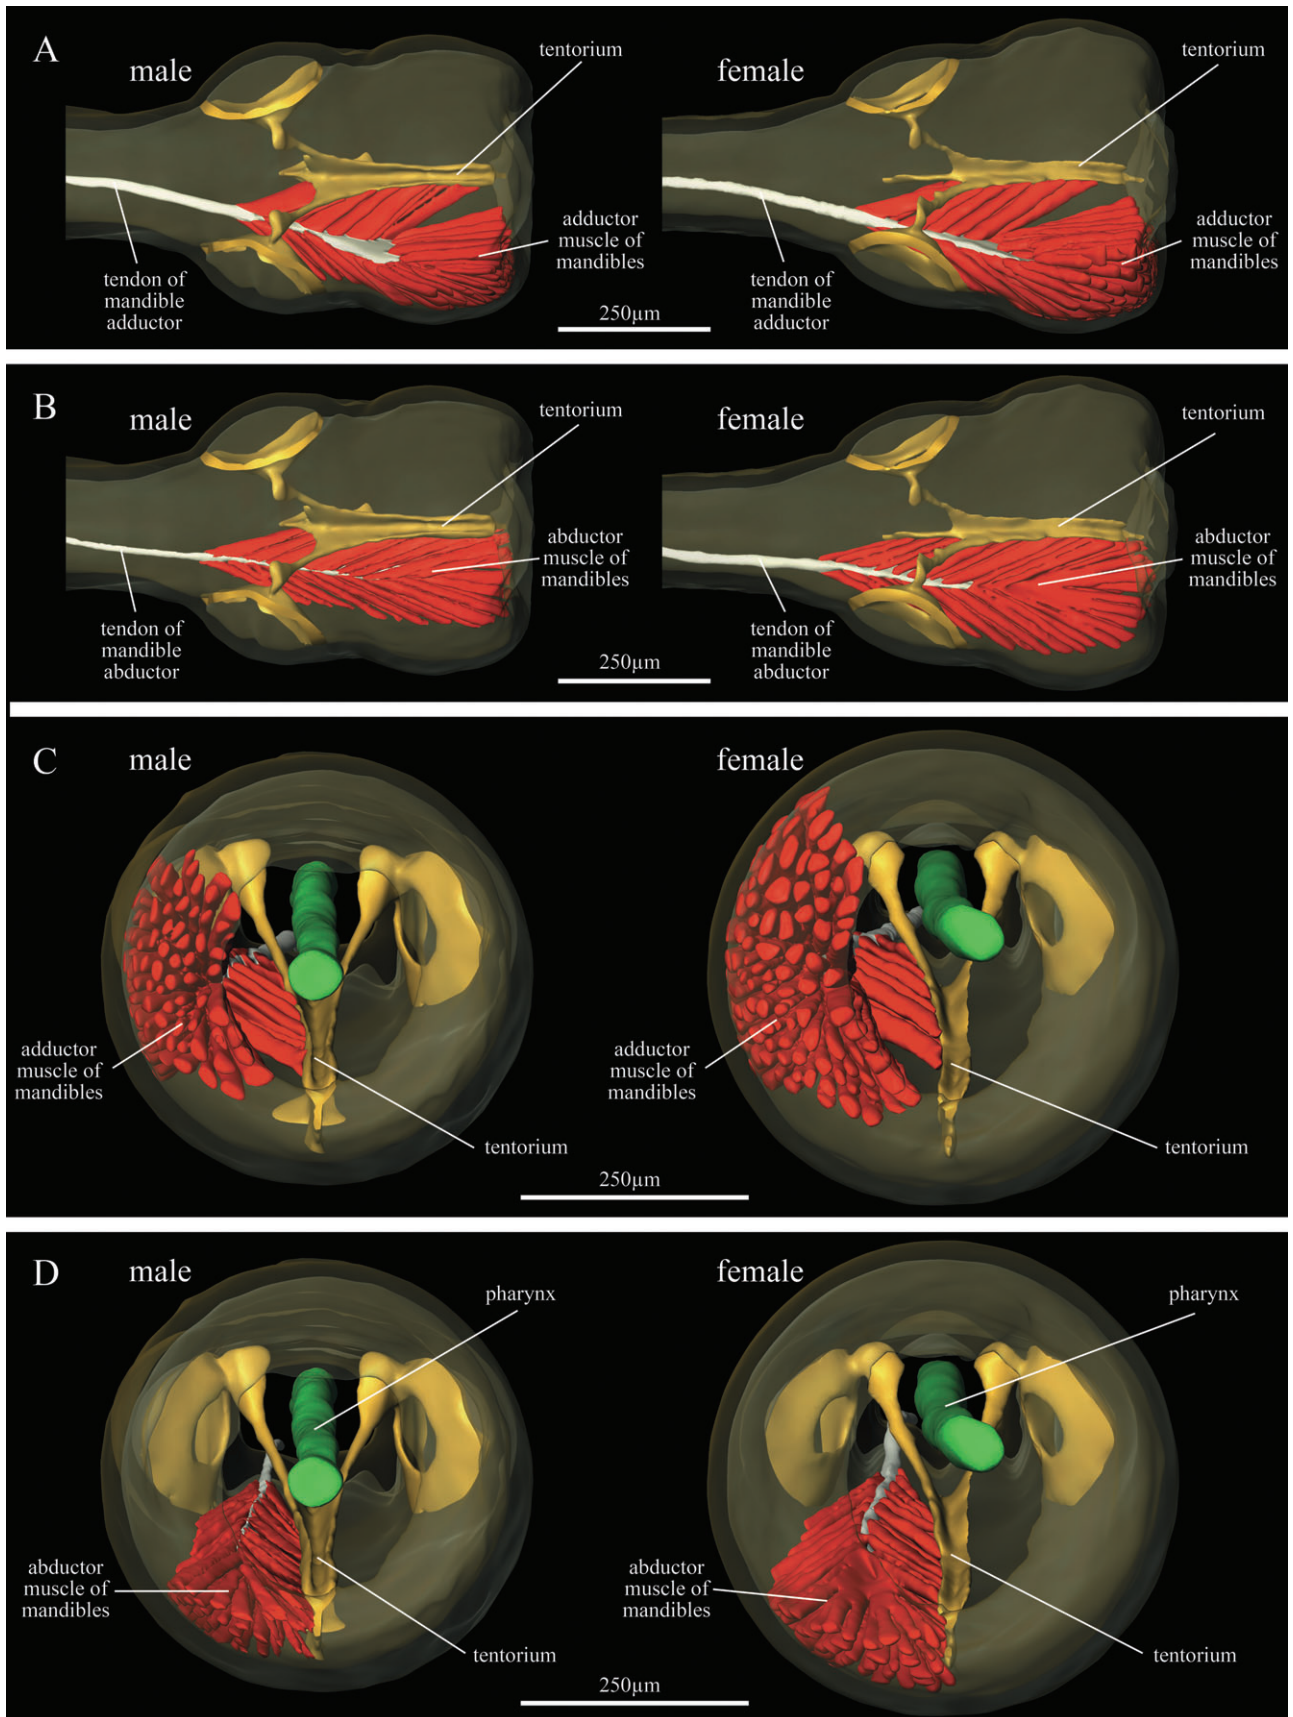 A
male
tentorium
female
tentorium
adductor
muscle of
mandibles
adductor
muscle of
mandibles
tendon of
mandible
adductor
250µm
tendon of
mandible
adductor
B
male
tentorium
female
tentorium
abductor
muscle of
mandibles
abductor
muscle of
mandibles
tendon of
mandible
abductor
250µm
tendon of
mandible
abductor
C
male
female
adductor
muscle of
mandibles
adductor
muscle of
mandibles
tentorium
tentorium
250µm
D
male
female
pharynx
pharynx
abductor
muscle of
mandibles
abductor
muscle of
mandibles
tentorium
tentorium
250µm